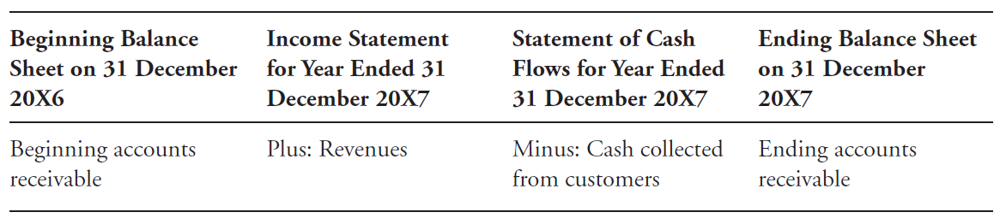 Beginning Balance
Sheet on 31 December
20X6
Income Statement
for Year Ended 31
December 20X7
Statement of Cash
Flows for Year Ended
31 December 20X7
Ending Balance Sheet
on 31 December
20X7
Beginning accounts
receivable
Plus: Revenues
Minus: Cash collected
from customers
Ending accounts
receivable